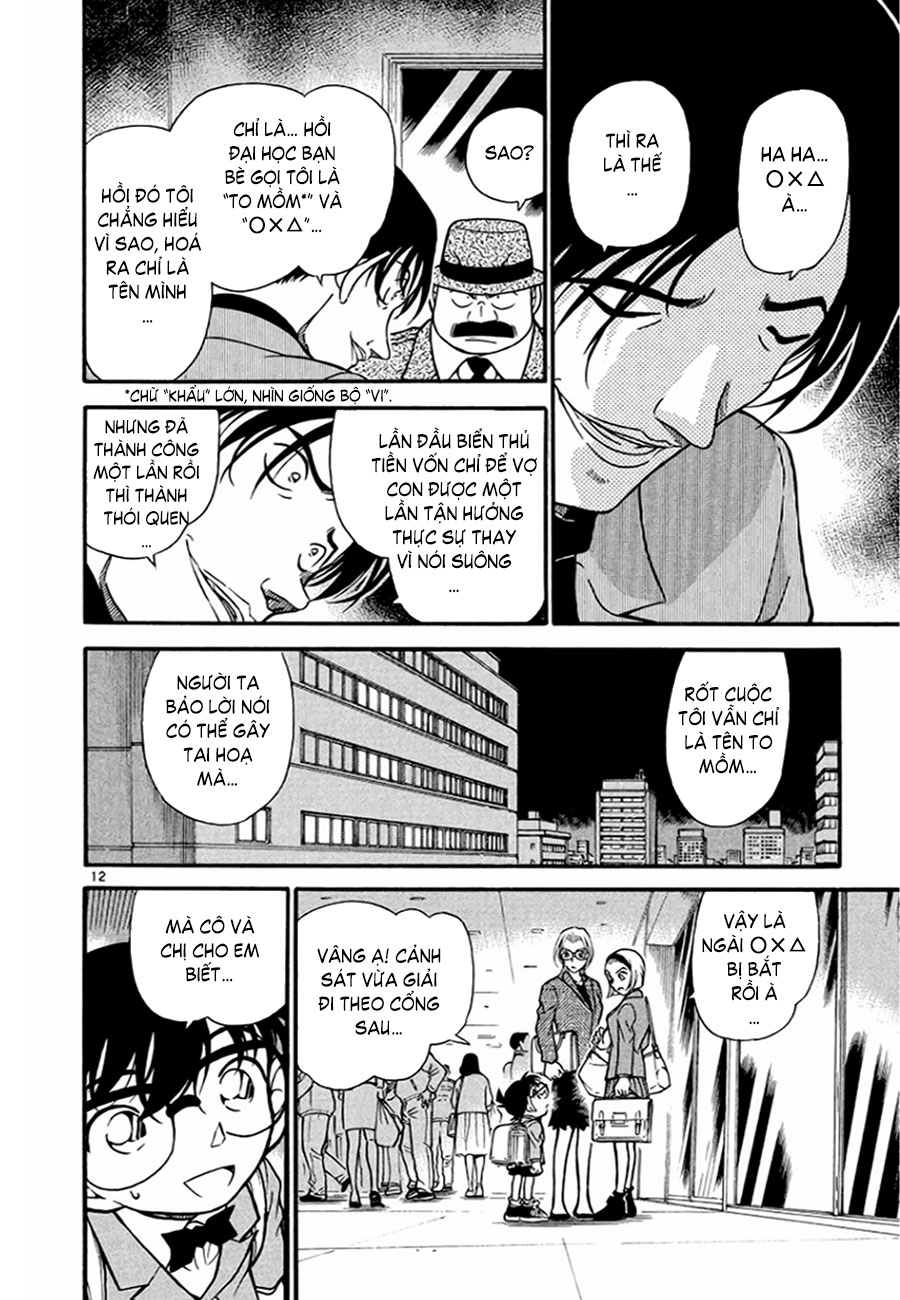 HA HA...
O X △
À...
THÌ RA
LÀ THẾ
...
SAO?
CHỈ LÀ... HỒI
ĐẠI HỌC BẠN
BÈ GỌI TÔI LÀ
"TO MỒM*" VÀ
"O X △"...
HỒI ĐÓ TÔI
CHẲNG HIỂU
VÌ SAO, HOÁ
RA CHỈ LÀ
TÊN MÌNH
...
*CHỮ "KHẨU" LỚN, NHÌN GIỐNG BỘ "VI".
LẦN ĐẦU BIỂN THỦ
TIỀN VỐN CHỈ ĐỂ VỢ
CON ĐƯỢC MỘT
LẦN TẬN HƯỞNG
THỰC SỰ THAY
VÌ NÓI SUÔNG
...
NHƯNG ĐÃ
THÀNH CÔNG
MỘT LẦN RỒI
THÌ THÀNH
THÓI QUEN
...
RỐT CUỘC
TÔI VẪN CHỈ
LÀ TÊN TO
MỒM...
NGƯỜI TA
BẢO LỜI NÓI
CÓ THỂ GÂY
TAI HOẠ
MÀ...
12
VẬY LÀ
NGÀI O X △
BỊ BẮT
RỒI À
...
VÂNG Ạ! CẢNH
SÁT VỪA GIẢI
ĐI THEO CỔNG
SAU...
MÀ CÔ VÀ
CHỊ CHO EM
BIẾT...